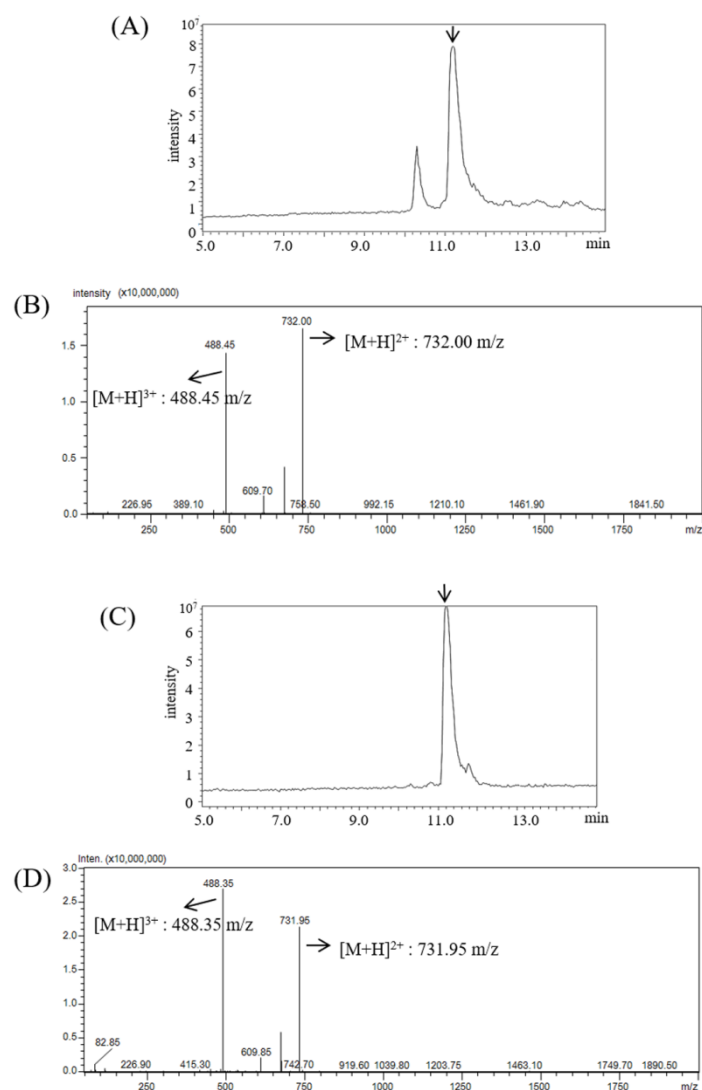 (A)
10⁷
8
7
6
5
4
3
2
1
0
intensity
5.0 7.0 9.0 11.0 13.0 min
(B)
intensity (x10,000,000)
732.00
488.45
[M+H]²⁺ : 732.00 m/z
[M+H]³⁺ : 488.45 m/z
1.5
1.0
0.5
0.0
609.70
226.95 389.10 758.50 992.15 1210.10 1461.90 1841.50
250 500 750 1000 1250 1500 1750 m/z
(C)
10⁷
6
5
4
3
2
1
0
intensity
5.0 7.0 9.0 11.0 13.0 min
(D)
Inten. (x10,000,000)
3.0
488.35
[M+H]³⁺ : 488.35 m/z
731.95
[M+H]²⁺ : 731.95 m/z
2.5
2.0
1.5
1.0
0.5
0.0
82.85
609.85
226.90 415.30 742.70 919.60 1039.80 1203.75 1463.10 1749.70 1890.50
250 500 750 1000 1250 1500 1750 m/z